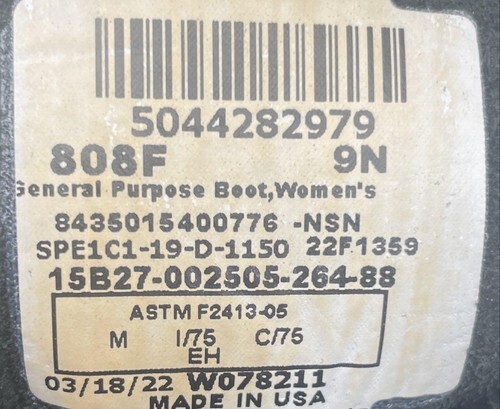 5044282979
808F 9N
General Purpose Boot,Women's
8435015400776 -NSN
SPE1C1-19-D-1150 22F1359
15B27-002505-264-88
ASTM F2413-05
M I/75 C/75
EH
03/18/22 W078211
MADE IN USA